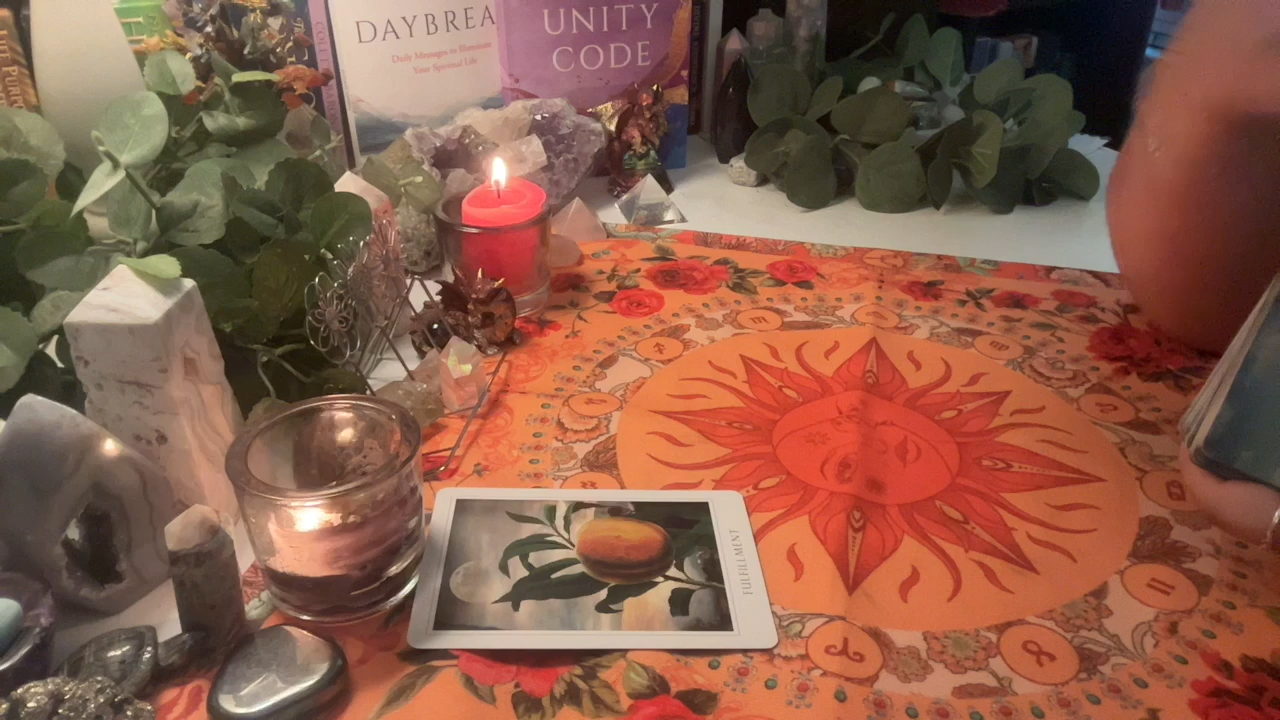 DAYBREA
Daily Messages to Illuminate
Your Spiritual Life
UNITY
CODE
FULFILLMENT